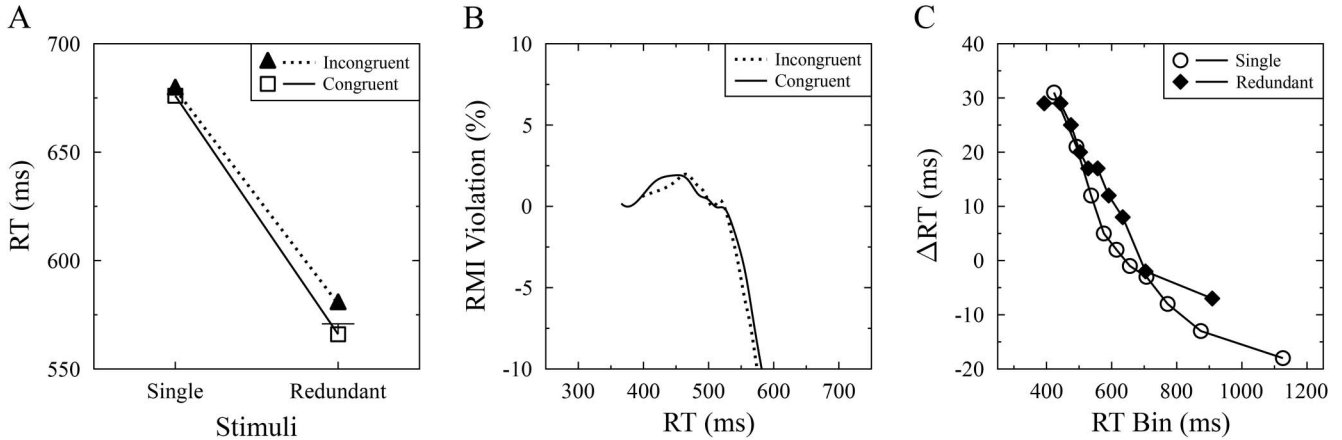 A
RT (ms)
700
650
600
550
Single
Redundant
Stimuli
Incongruent
Congruent
B
RMI Violation (%)
10
5
0
-5
-10
300
400
500
600
700
RT (ms)
Incongruent
Congruent
C
ΔRT (ms)
40
30
20
10
0
-10
-20
400
600
800
1000
1200
RT Bin (ms)
Single
Redundant